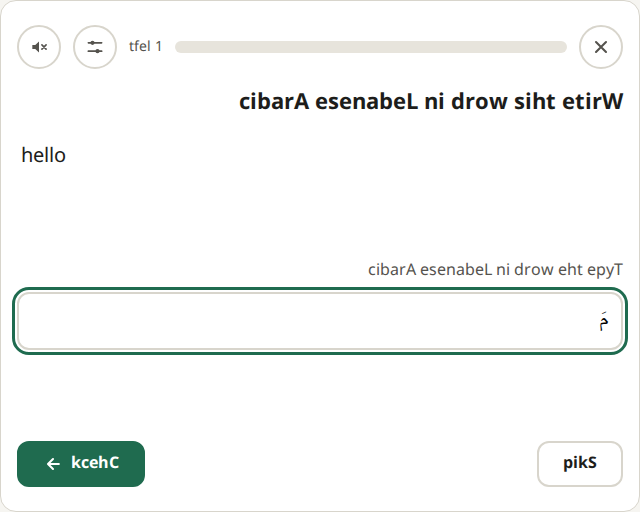 tfel 1
cibarA esenabeL ni drow siht etirW
hello
cibarA esenabeL ni drow eht epyT
مَ
kcehC
pikS